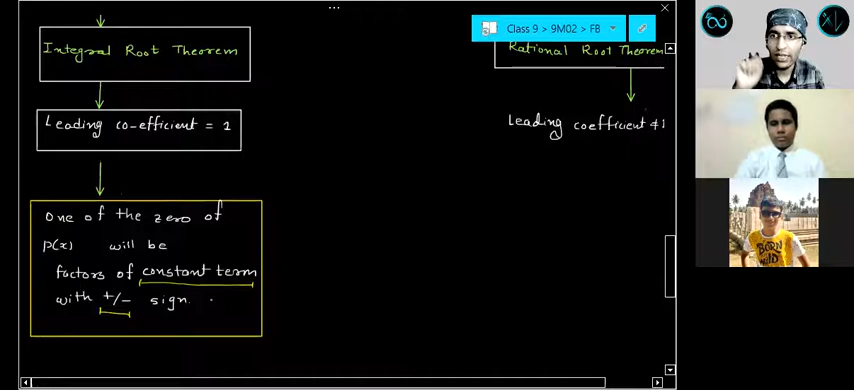 Class 9 > 9M02 > FB
Integral Root Theorem
Rational Root Theorem
Leading co-efficient = 1
Leading coefficient ≠1
One of the zero of
p(x) will be
factors of constant term
with +/- sign.
BORN
WILD